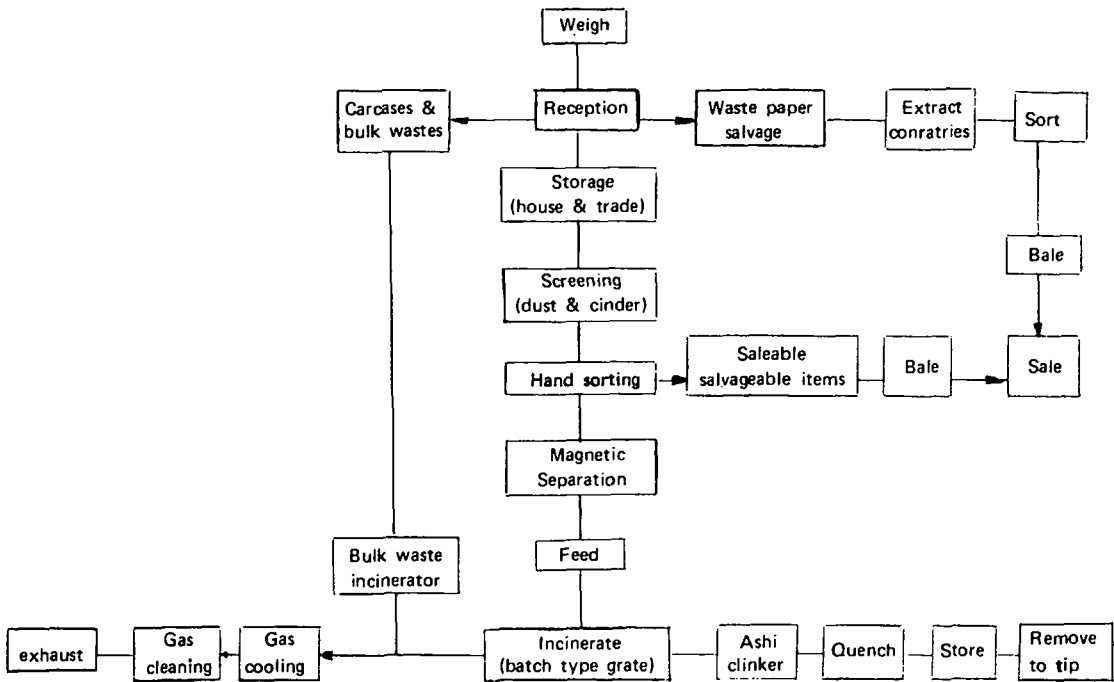 Weigh
Carcases &
bulk wastes
Reception
Waste paper
salvage
Extract
conratries
Sort
Storage
(house & trade)
Bale
Screening
(dust & cinder)
Hand sorting
Saleable
salvageable items
Bale
Sale
Magnetic
Separation
Bulk waste
incinerator
Feed
exhaust
Gas
cleaning
Gas
cooling
Incinerate
(batch type grate)
Ashi
clinker
Quench
Store
Remove
to tip